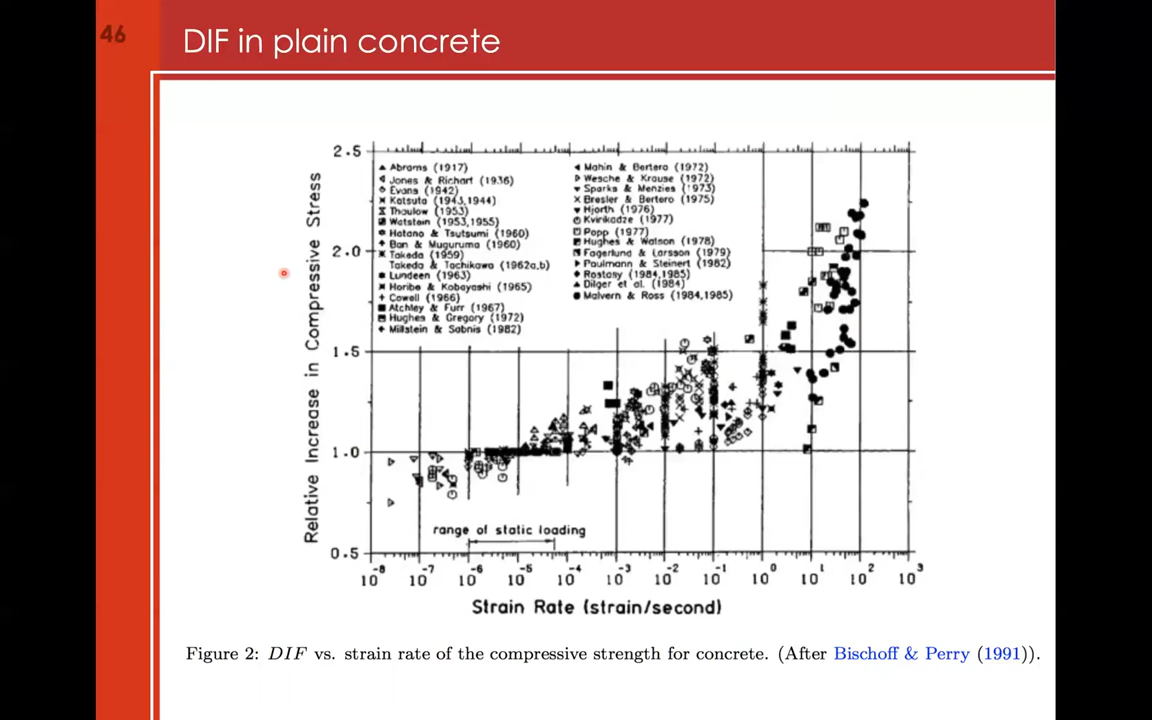 46
DIF in plain concrete
2.5
2.0
1.5
1.0
0.5
Relative Increase in Compressive Stress
Abrams (1917)
Jones & Richart (1936)
Evans (1942)
Katsuta (1943,1944)
Thaulow (1953)
Watstein (1953,1955)
Hatano & Tsutsumi (1960)
Ban & Muguruma (1960)
Takeda (1959)
Takeda & Tachikawa (1962a,b)
Lundeen (1963)
Horibe & Kobayashi (1965)
Cowell (1966)
Atchley & Furr (1967)
Hughes & Gregory (1972)
Millstein & Sabnis (1982)
Mahin & Bertero (1972)
Wesche & Krause (1972)
Sparks & Menzies (1973)
Bresler & Bertero (1975)
Hjorth (1976)
Kvirikadze (1977)
Popp (1977)
Hughes & Watson (1978)
Fagerlund & Larsson (1979)
Paulmann & Steinert (1982)
Rostasy (1984,1985)
Dilger et al. (1984)
Malvern & Ross (1984,1985)
range of static loading
10⁻⁸ 10⁻⁷ 10⁻⁶ 10⁻⁵ 10⁻⁴ 10⁻³ 10⁻² 10⁻¹ 10⁰ 10¹ 10² 10³
Strain Rate (strain/second)
Figure 2: DIF vs. strain rate of the compressive strength for concrete. (After Bischoff & Perry (1991)).